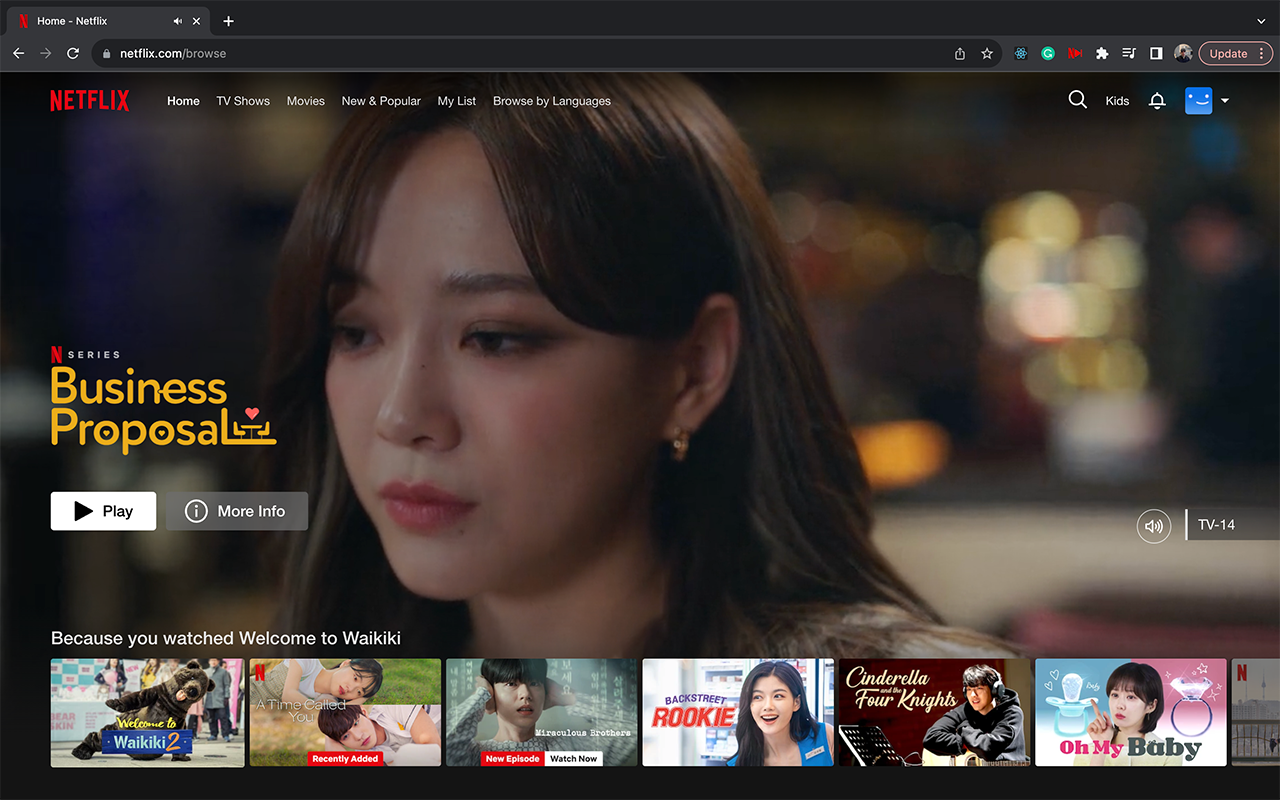 Home - Netflix
netflix.com/browse
Update
NETFLIX
Home
TV Shows
Movies
New & Popular
My List
Browse by Languages
Kids
N SERIES
Business
Proposal
Play
More Info
TV-14
Because you watched Welcome to Waikiki
Welcome to
Waikiki 2
N
A Time Called
You
Recently Added
Miraculous Brothers
New Episode
Watch Now
BACKSTREET
ROOKIE
Cinderella
and the
Four Knights
Oh My Baby
N